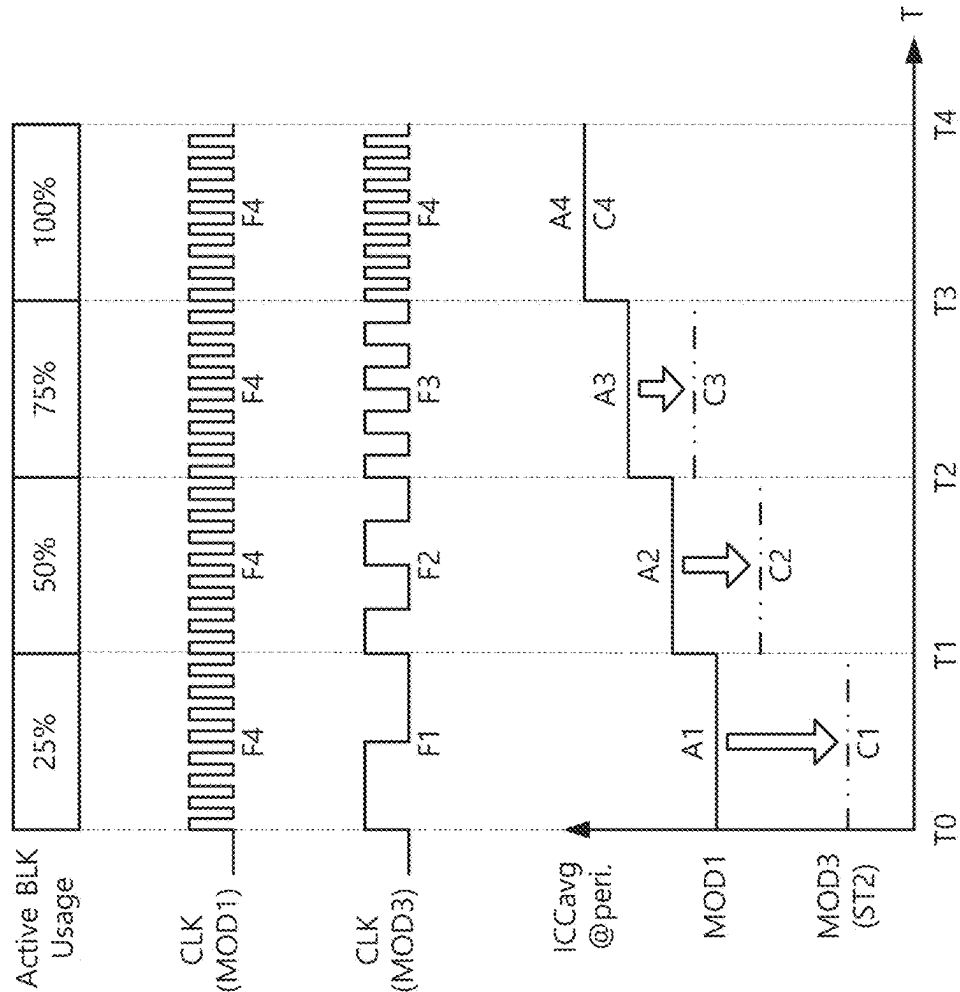 Active BLK
Usage
25%
50%
75%
100%
CLK
(MOD1)
F4
F4
F4
F4
CLK
(MOD3)
F1
F2
F3
F4
ICCavg
@peri.
A1
A2
A3
A4
MOD1
C4
C3
C2
C1
MOD3
(ST2)
T0
T1
T2
T3
T4
T